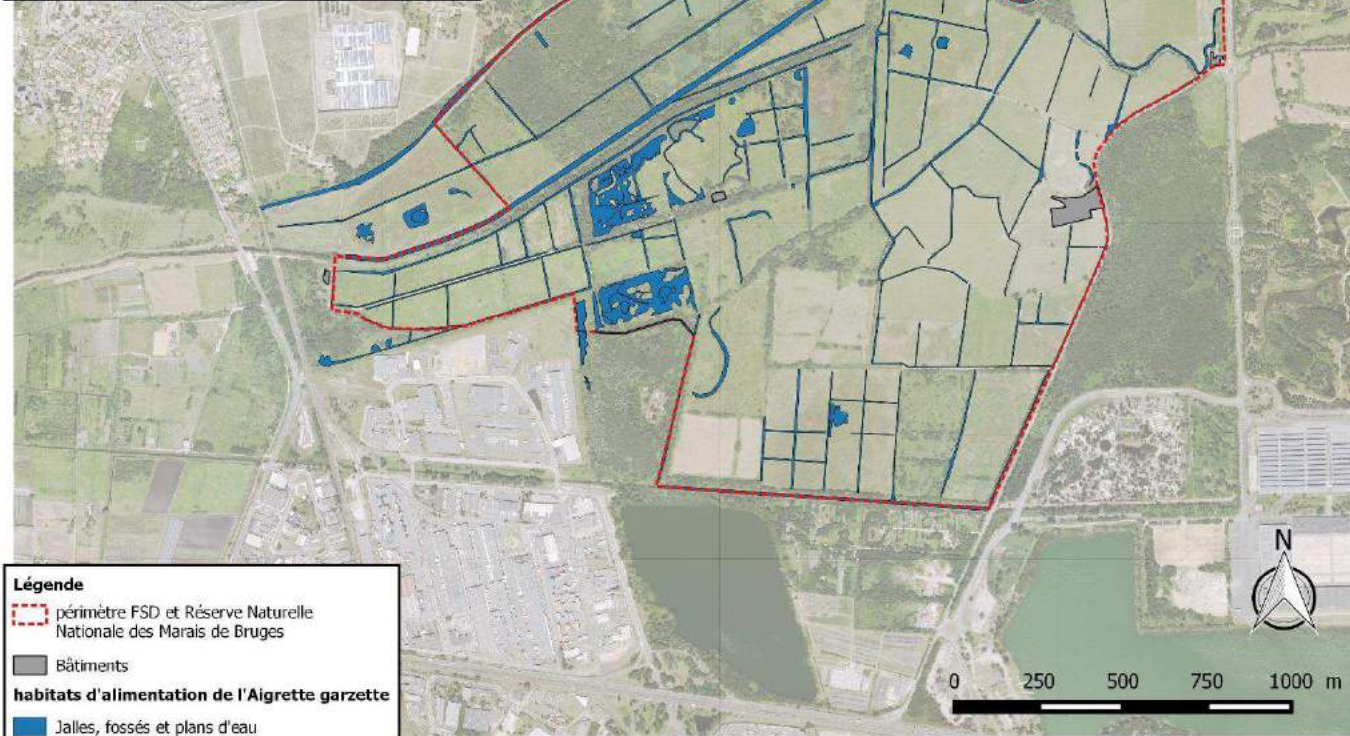 Légende
périmètre FSD et Réserve Naturelle
Nationale des Marais de Bruges
Bâtiments
habitats d'alimentation de l'Aigrette garzette
Jalles, fossés et plans d'eau
N
0 250 500 750 1000 m